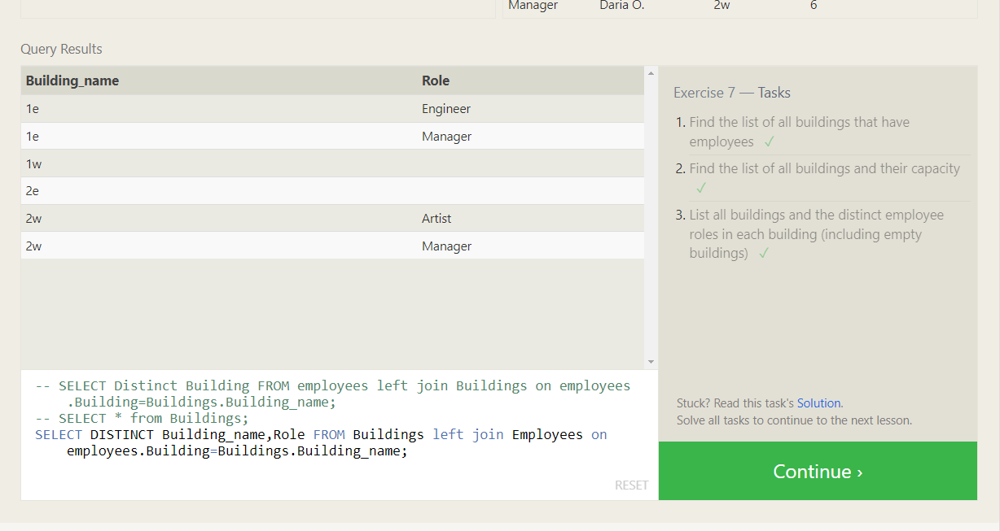 Manager Daria O. 2w 6
Query Results
Building_name Role
1e Engineer
1e Manager
1w
2e
2w Artist
2w Manager
-- SELECT Distinct Building FROM employees left join Buildings on employees
.Building=Buildings.Building_name;
-- SELECT * from Buildings;
SELECT DISTINCT Building_name,Role FROM Buildings left join Employees on
employees.Building=Buildings.Building_name;
RESET
Exercise 7 — Tasks
1. Find the list of all buildings that have
employees ✓
2. Find the list of all buildings and their capacity
✓
3. List all buildings and the distinct employee
roles in each building (including empty
buildings) ✓
Stuck? Read this task's Solution.
Solve all tasks to continue to the next lesson.
Continue ›